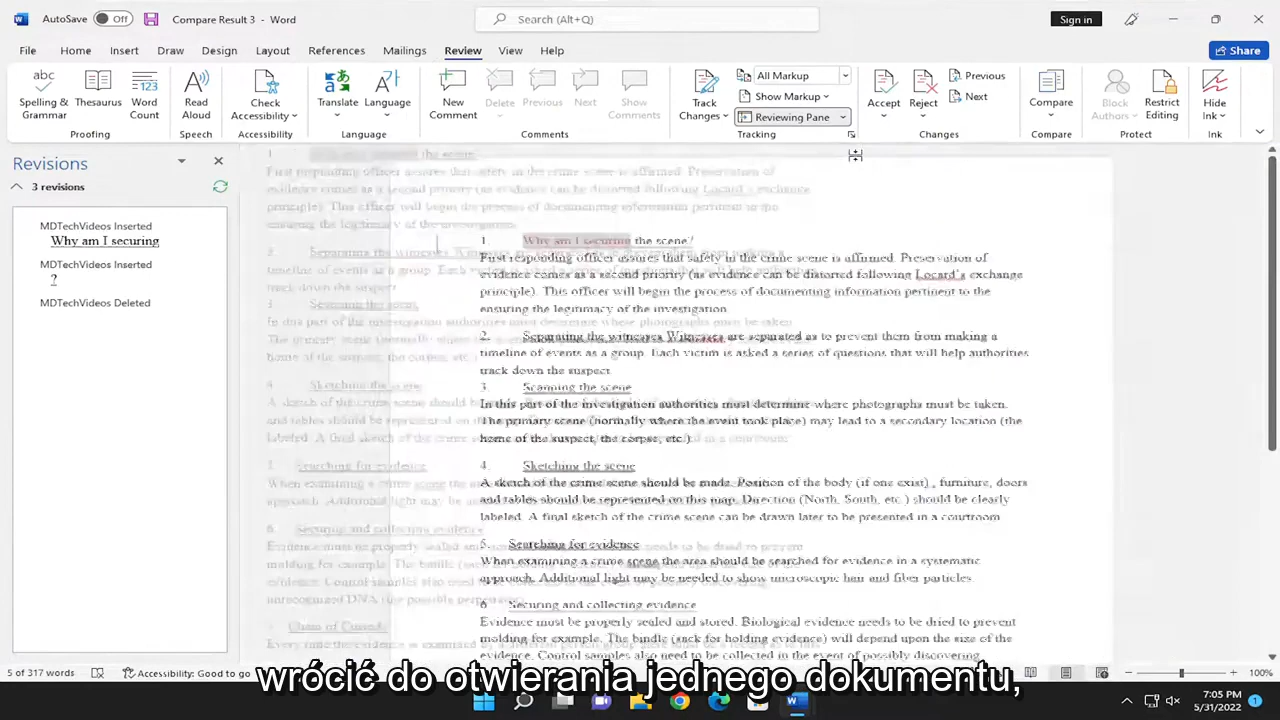 AutoSave Off Compare Result 3 - Word Search (Alt+Q) Sign in
File Home Insert Draw Design Layout References Mailings Review View Help Share
Spelling & Grammar Thesaurus Word Count Read Aloud Check Accessibility Translate Language New Comment Delete Previous Next Show Comments Track Changes All Markup Show Markup Reviewing Pane Accept Reject Previous Next Compare Block Authors Restrict Editing Hide Ink
Proofing Speech Accessibility Language Comments Tracking Changes Compare Protect Ink
Revisions
3 revisions
MDTechVideos Inserted
Why am I securing
MDTechVideos Inserted
?
MDTechVideos Deleted
1. Why am I securing the scene?
First responding officer assures that safety in the crime scene is affirmed. Preservation of
evidence comes as a second priority (as evidence can be distorted following Locard's exchange
principle). This officer will begin the process of documenting information pertinent to the
ensuring the legitimacy of the investigation.
2. Separating the witnesses Witnesses are separated as to prevent them from making a
timeline of events as a group. Each victim is asked a series of questions that will help authorities
track down the suspect
3. Scanning the scene
In this part of the investigation authorities must determine where photographs must be taken.
The primary scene (normally where the event took place) may lead to a secondary location (the
home of the suspect, the corpse, etc.)
4. Sketching the scene
A sketch of the crime scene should be made. Position of the body (if one exist), furniture, doors
and tables should be represented on this map. Direction (North, South, etc.) should be clearly
labeled. A final sketch of the crime scene can be drawn later to be presented in a courtroom
5. Searching for evidence
When examining a crime scene the area should be searched for evidence in a systematic
approach. Additional light may be needed to show microscopic hair and fiber particles.
6 Securing and collecting evidence
Evidence must be properly sealed and stored. Biological evidence needs to be dried to prevent
molding for example. The bindle (sack for holding evidence) will depend upon the size of the
evidence. Control samples also need to be collected in the event of possibly discovering
5 of 317 words Accessibility: Good to go 100%
wrócić do otwierania jednego dokumentu,
7:05 PM
5/31/2022